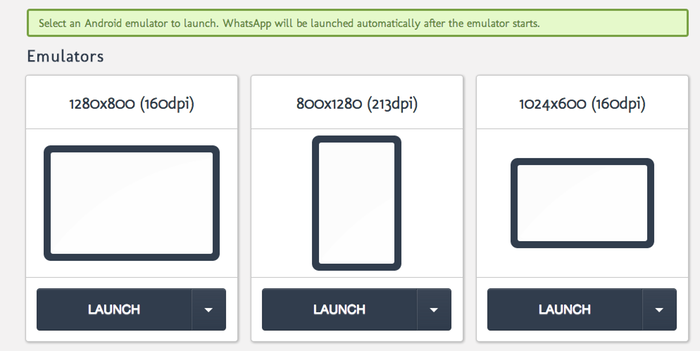 Select an Android emulator to launch. WhatsApp will be launched automatically after the emulator starts.
Emulators
1280x800 (160dpi)
800x1280 (213dpi)
1024x600 (160dpi)
LAUNCH
LAUNCH
LAUNCH